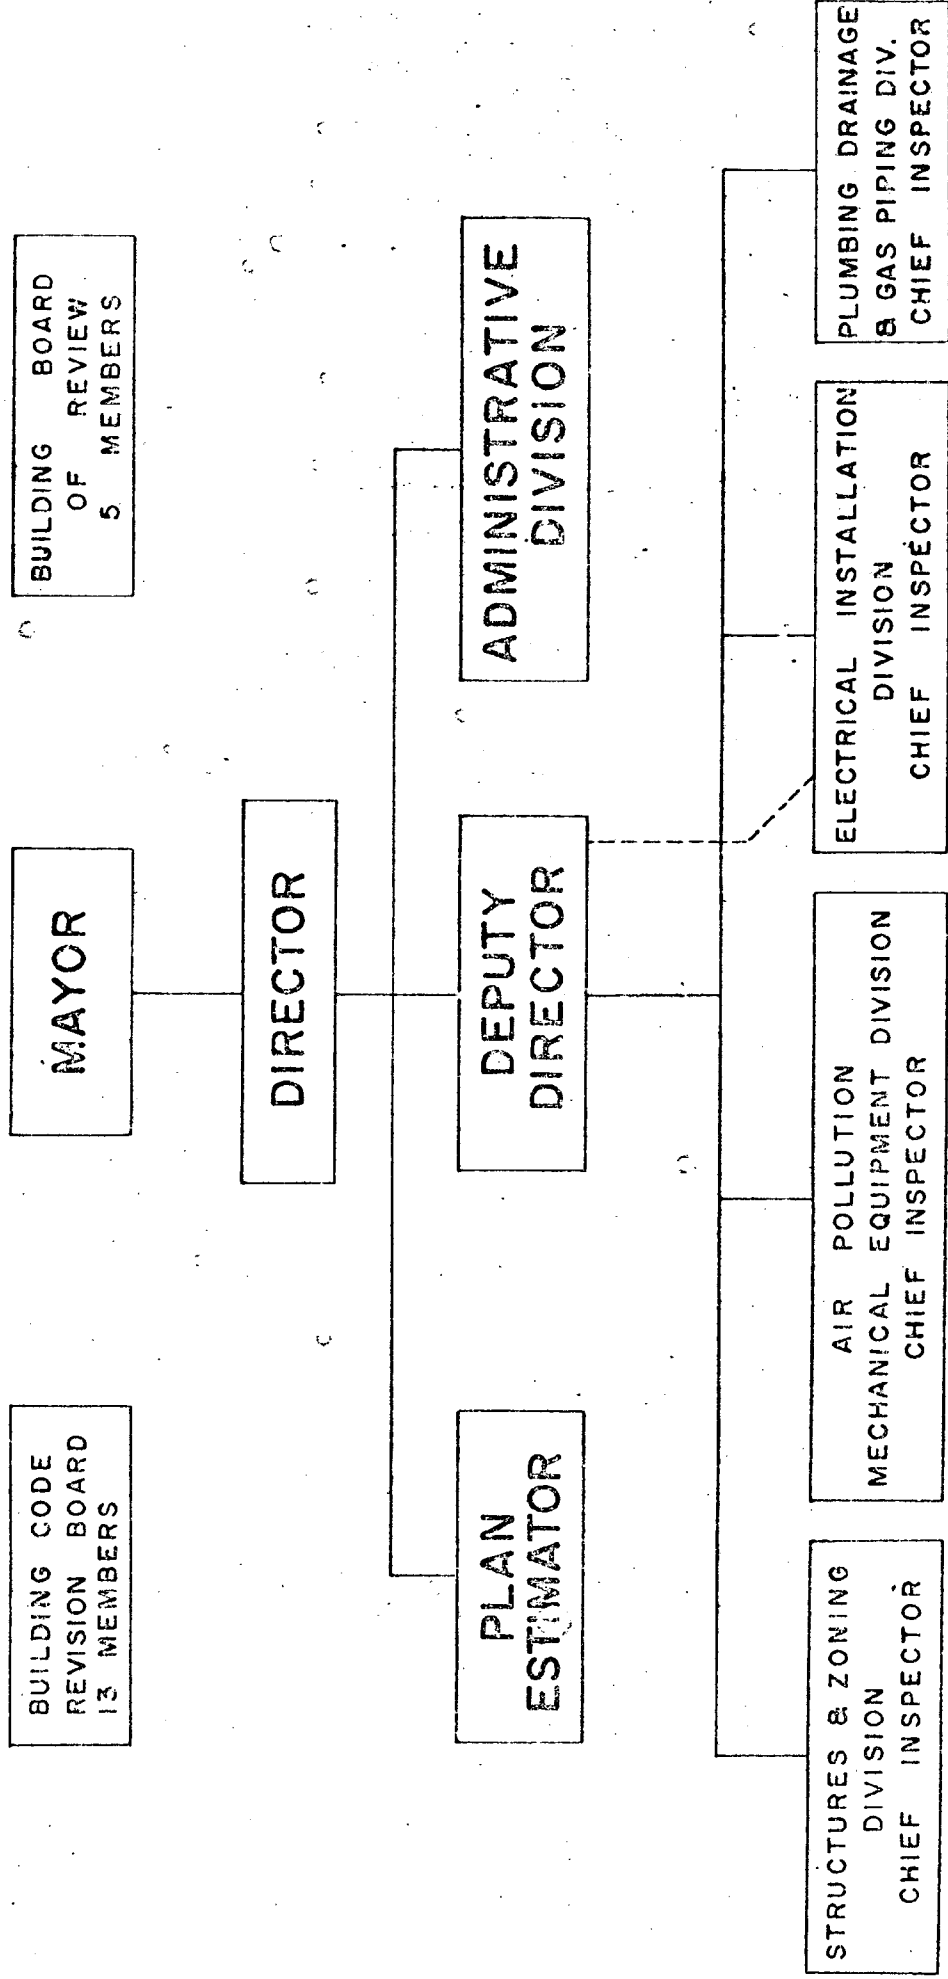 BUILDING CODE
REVISION BOARD
13 MEMBERS
MAYOR
BUILDING BOARD
OF REVIEW
5 MEMBERS
DIRECTOR
PLAN
ESTIMATOR
DEPUTY
DIRECTOR
ADMINISTRATIVE
DIVISION
STRUCTURES & ZONING
DIVISION
CHIEF INSPECTOR
AIR POLLUTION
MECHANICAL EQUIPMENT DIVISION
CHIEF INSPECTOR
ELECTRICAL INSTALLATION
DIVISION
CHIEF INSPECTOR
PLUMBING DRAINAGE
& GAS PIPING DIV.
CHIEF INSPECTOR